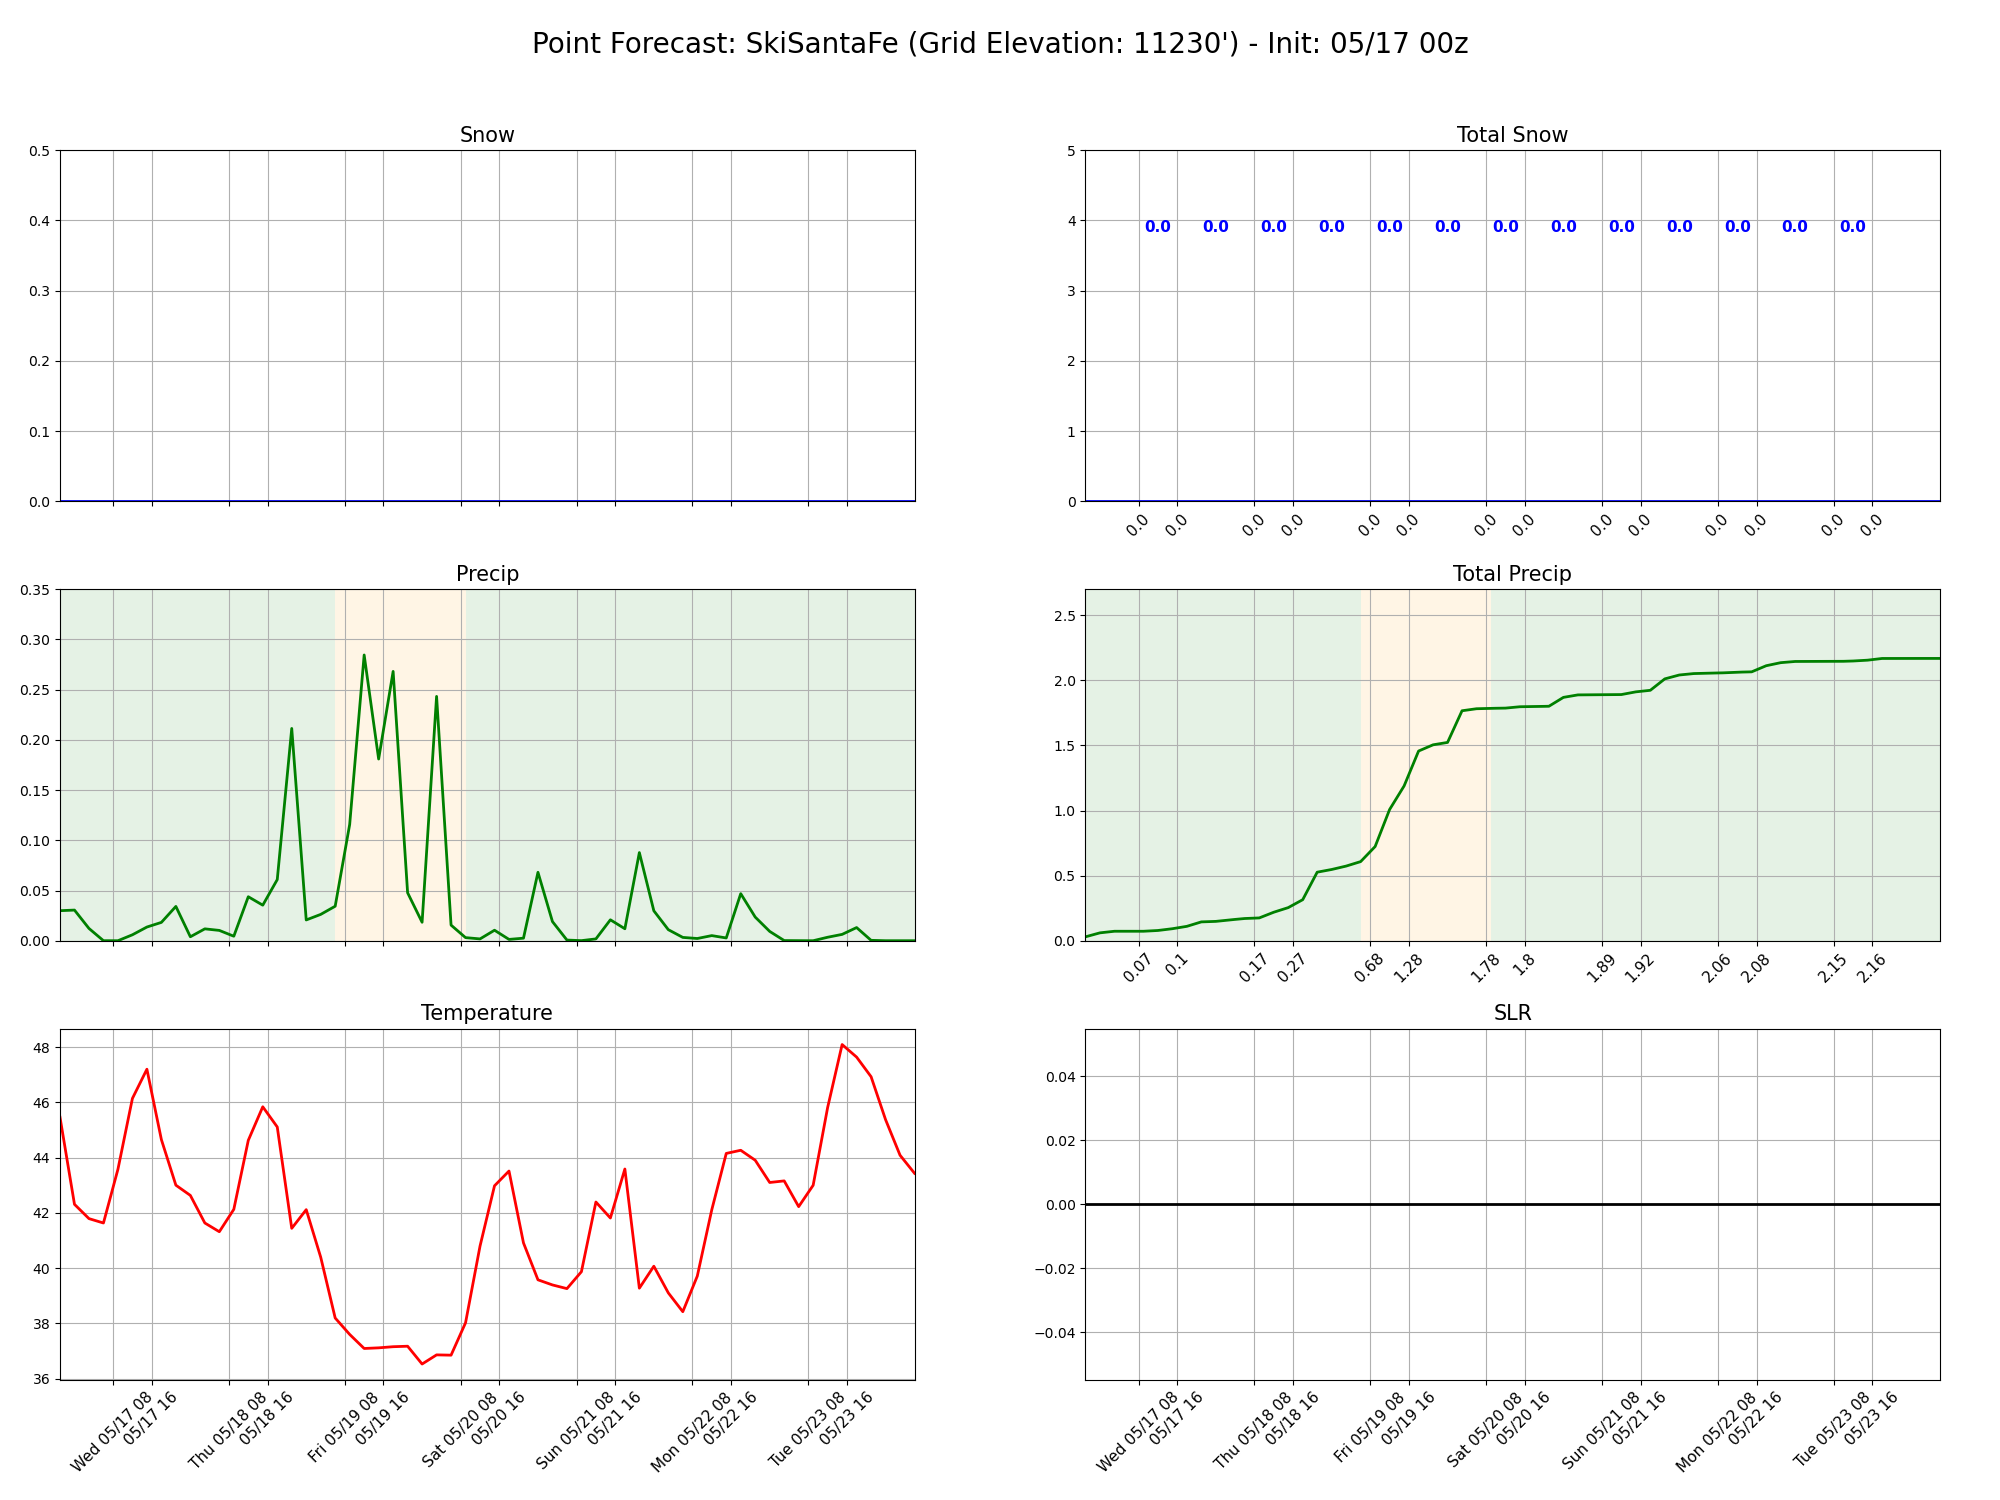 Point Forecast: SkiSantaFe (Grid Elevation: 11230') - Init: 05/17 00z
Snow
0.5
0.4
0.3
0.2
0.1
0.0
Total Snow
5
4
3
2
1
0
0.0 0.0 0.0 0.0 0.0 0.0 0.0 0.0 0.0 0.0 0.0 0.0 0.0
0.0 0.0 0.0 0.0 0.0 0.0 0.0 0.0 0.0 0.0 0.0 0.0 0.0 0.0
Precip
0.35
0.30
0.25
0.20
0.15
0.10
0.05
0.00
Total Precip
2.5
2.0
1.5
1.0
0.5
0.0
0.07 0.1 0.17 0.27 0.68 1.28 1.78 1.8 1.89 1.92 2.06 2.08 2.15 2.16
Temperature
48
46
44
42
40
38
36
Wed 05/17 08
05/17 16
Thu 05/18 08
05/18 16
Fri 05/19 08
05/19 16
Sat 05/20 08
05/20 16
Sun 05/21 08
05/21 16
Mon 05/22 08
05/22 16
Tue 05/23 08
05/23 16
SLR
0.04
0.02
0.00
−0.02
−0.04
Wed 05/17 08
05/17 16
Thu 05/18 08
05/18 16
Fri 05/19 08
05/19 16
Sat 05/20 08
05/20 16
Sun 05/21 08
05/21 16
Mon 05/22 08
05/22 16
Tue 05/23 08
05/23 16